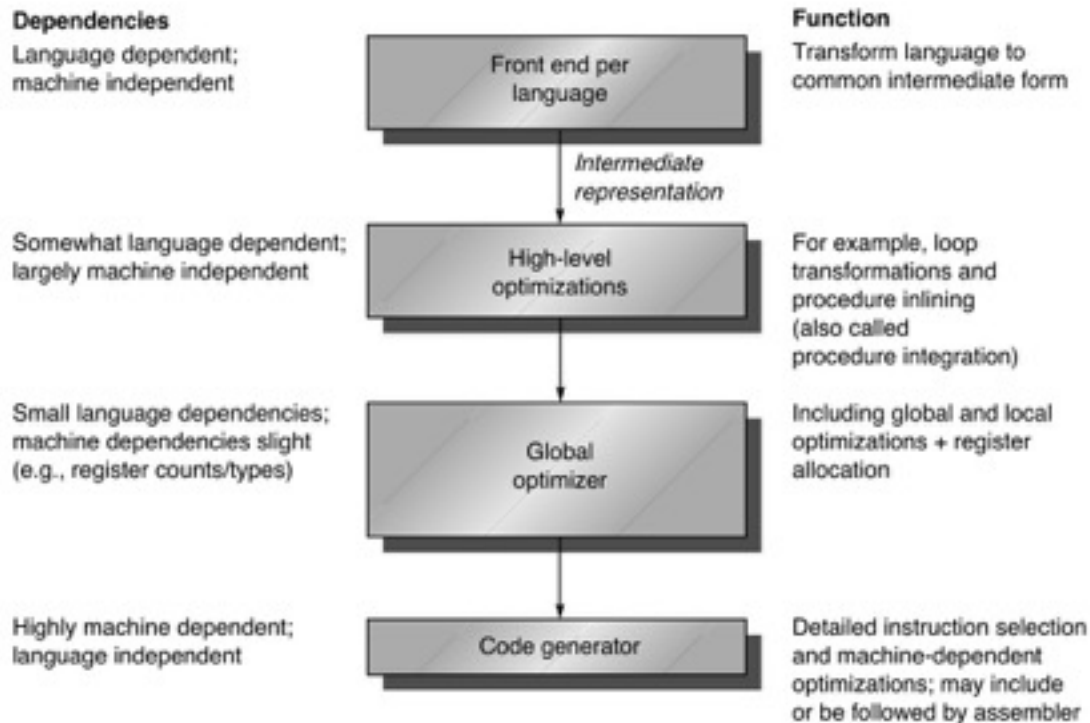 Dependencies
Language dependent;
machine independent
Front end per
language
Function
Transform language to
common intermediate form
Intermediate
representation
Somewhat language dependent;
largely machine independent
High-level
optimizations
For example, loop
transformations and
procedure inlining
(also called
procedure integration)
Small language dependencies;
machine dependencies slight
(e.g., register counts/types)
Global
optimizer
Including global and local
optimizations + register
allocation
Highly machine dependent;
language independent
Code generator
Detailed instruction selection
and machine-dependent
optimizations; may include
or be followed by assembler